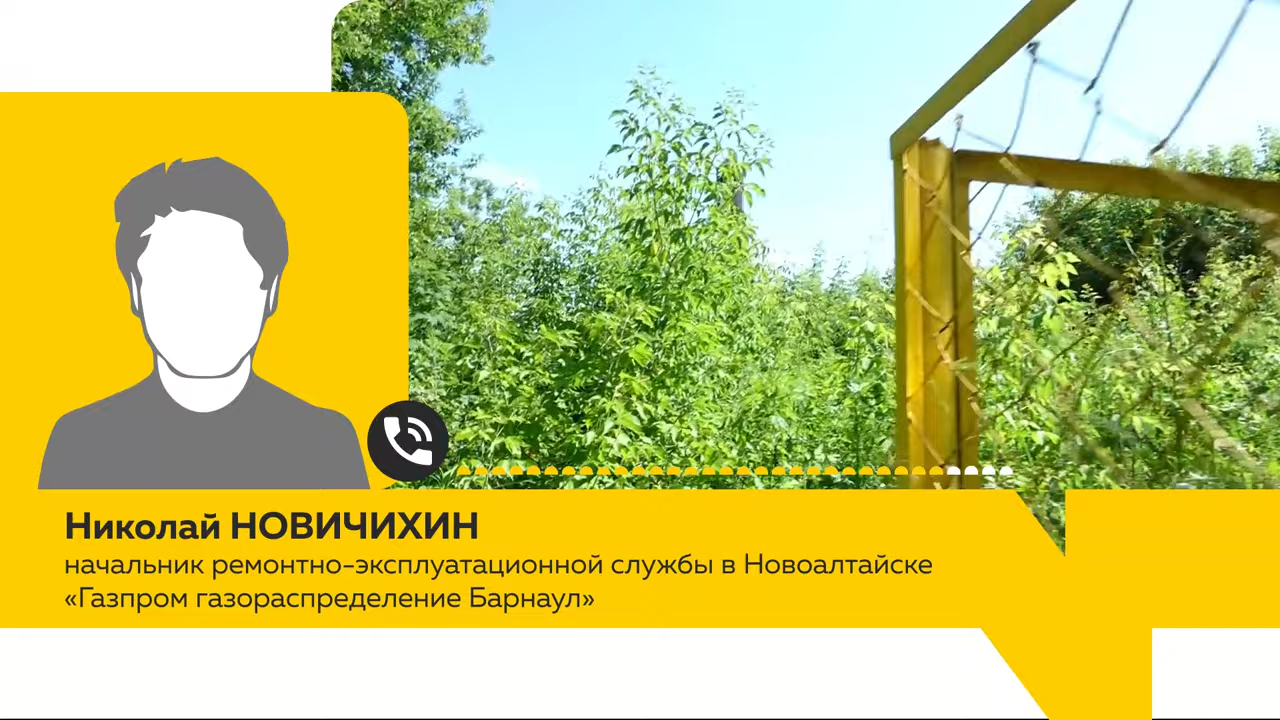 Николай НОВИЧИХИН
начальник ремонтно-эксплуатационной службы в Новоалтайске
«Газпром газораспределение Барнаул»